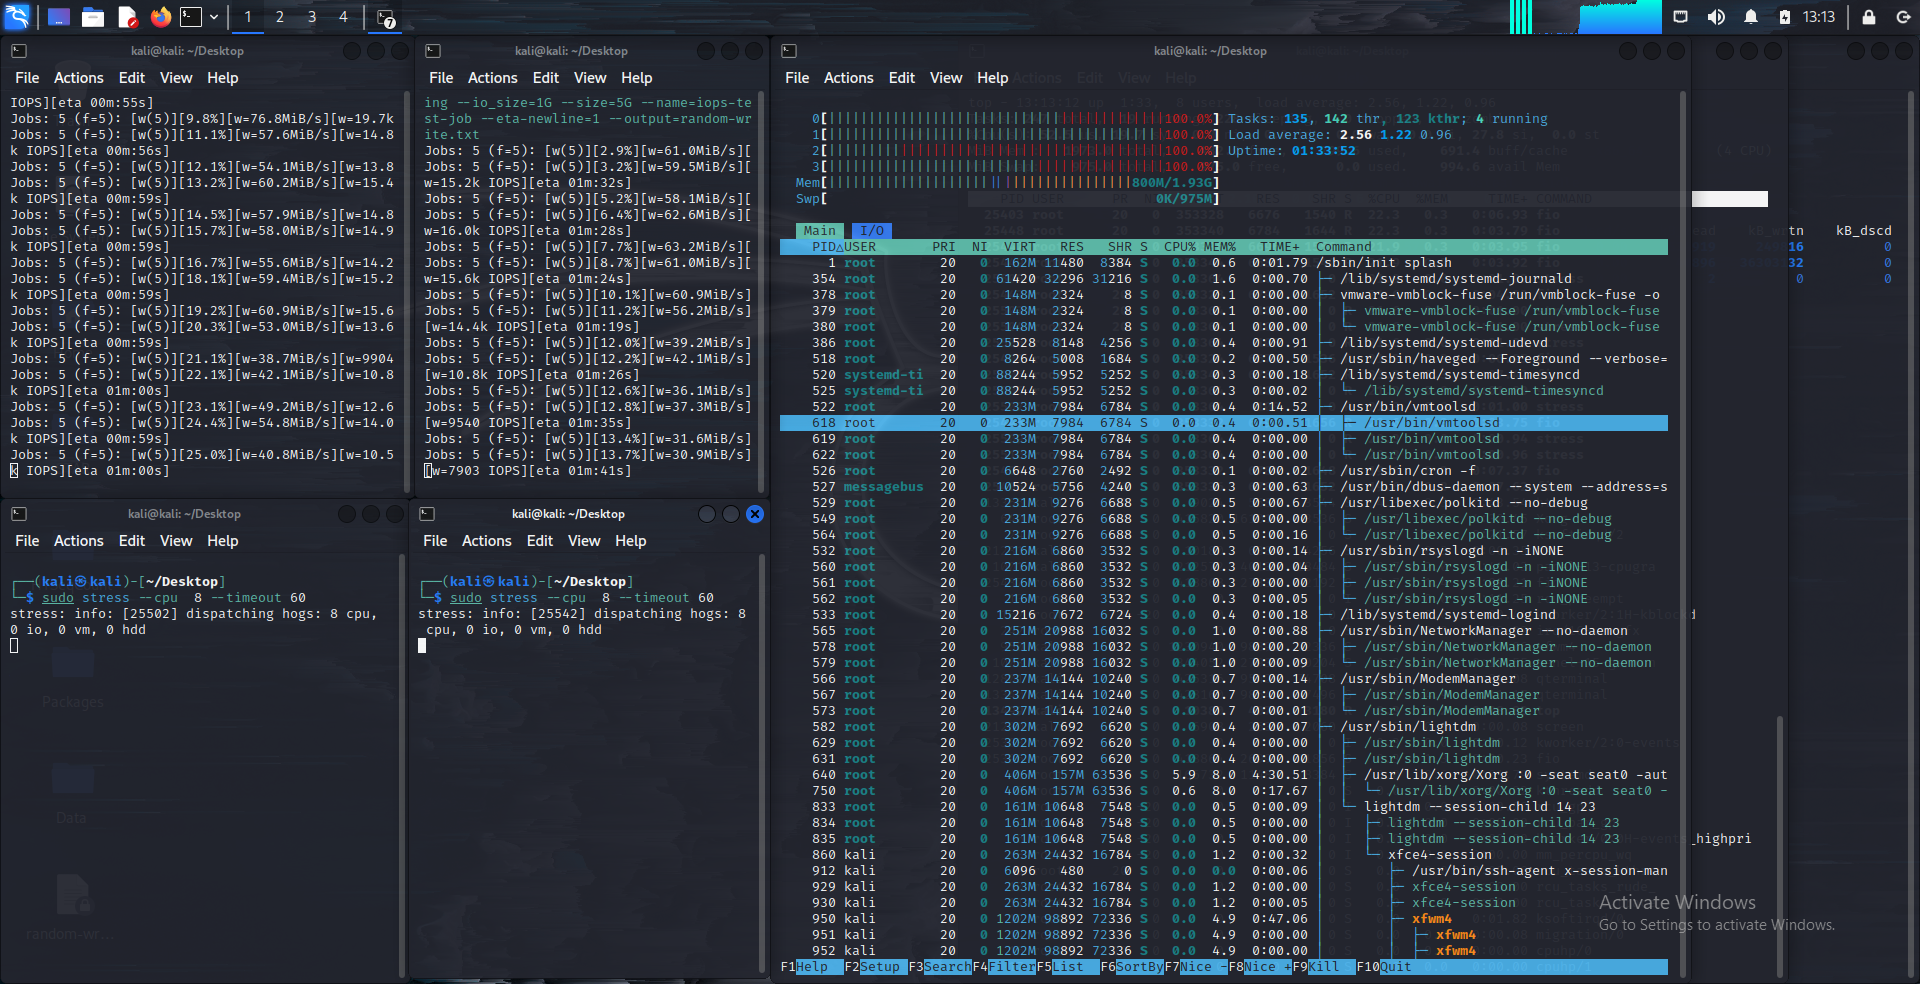 1 2 3 4 7 13:13
kali@kali: ~/Desktop
File Actions Edit View Help
IOPS][eta 00m:55s]
Jobs: 5 (f=5): [w(5)][9.8%][w=76.8MiB/s][w=19.7k
Jobs: 5 (f=5): [w(5)][11.1%][w=57.6MiB/s][w=14.8
k IOPS][eta 00m:56s]
Jobs: 5 (f=5): [w(5)][12.1%][w=54.1MiB/s][w=13.8
Jobs: 5 (f=5): [w(5)][13.2%][w=60.2MiB/s][w=15.4
k IOPS][eta 00m:59s]
Jobs: 5 (f=5): [w(5)][14.5%][w=57.9MiB/s][w=14.8
Jobs: 5 (f=5): [w(5)][15.7%][w=58.0MiB/s][w=14.9
k IOPS][eta 00m:59s]
Jobs: 5 (f=5): [w(5)][16.7%][w=55.6MiB/s][w=14.2
Jobs: 5 (f=5): [w(5)][18.1%][w=59.4MiB/s][w=15.2
k IOPS][eta 00m:59s]
Jobs: 5 (f=5): [w(5)][19.2%][w=60.9MiB/s][w=15.6
Jobs: 5 (f=5): [w(5)][20.3%][w=53.0MiB/s][w=13.6
k IOPS][eta 00m:59s]
Jobs: 5 (f=5): [w(5)][21.1%][w=38.7MiB/s][w=9904
Jobs: 5 (f=5): [w(5)][22.1%][w=42.1MiB/s][w=10.8
k IOPS][eta 01m:00s]
Jobs: 5 (f=5): [w(5)][23.1%][w=49.2MiB/s][w=12.6
Jobs: 5 (f=5): [w(5)][24.4%][w=54.8MiB/s][w=14.0
k IOPS][eta 00m:59s]
Jobs: 5 (f=5): [w(5)][25.0%][w=40.8MiB/s][w=10.5
k IOPS][eta 01m:00s]
kali@kali: ~/Desktop
File Actions Edit View Help
ing --io_size=1G --size=5G --name=iops-te
st-job --eta-newline=1 --output=random-wr
ite.txt
Jobs: 5 (f=5): [w(5)][2.9%][w=61.0MiB/s][
Jobs: 5 (f=5): [w(5)][3.2%][w=59.5MiB/s][
w=15.2k IOPS][eta 01m:32s]
Jobs: 5 (f=5): [w(5)][5.2%][w=58.1MiB/s][
Jobs: 5 (f=5): [w(5)][6.4%][w=62.6MiB/s][
w=16.0k IOPS][eta 01m:28s]
Jobs: 5 (f=5): [w(5)][7.7%][w=63.2MiB/s][
Jobs: 5 (f=5): [w(5)][8.7%][w=61.0MiB/s][
w=15.6k IOPS][eta 01m:24s]
Jobs: 5 (f=5): [w(5)][10.1%][w=60.9MiB/s]
Jobs: 5 (f=5): [w(5)][11.2%][w=56.2MiB/s]
[w=14.4k IOPS][eta 01m:19s]
Jobs: 5 (f=5): [w(5)][12.0%][w=39.2MiB/s]
Jobs: 5 (f=5): [w(5)][12.2%][w=42.1MiB/s]
[w=10.8k IOPS][eta 01m:26s]
Jobs: 5 (f=5): [w(5)][12.6%][w=36.1MiB/s]
Jobs: 5 (f=5): [w(5)][12.8%][w=37.3MiB/s]
[w=9540 IOPS][eta 01m:35s]
Jobs: 5 (f=5): [w(5)][13.4%][w=31.6MiB/s]
Jobs: 5 (f=5): [w(5)][13.7%][w=30.9MiB/s]
[w=7903 IOPS][eta 01m:41s]
kali@kali: ~/Desktop
File Actions Edit View Help
┌──(kali㉿kali)-[~/Desktop]
└─$ sudo stress --cpu  8 --timeout 60
stress: info: [25502] dispatching hogs: 8 cpu,
0 io, 0 vm, 0 hdd
Packages
Data
random-wr...
kali@kali: ~/Desktop
File Actions Edit View Help
┌──(kali㉿kali)-[~/Desktop]
└─$ sudo stress --cpu  8 --timeout 60
stress: info: [25542] dispatching hogs: 8
cpu, 0 io, 0 vm, 0 hdd
kali@kali: ~/Desktop
File Actions Edit View Help
0[100.0%] Tasks: 135, 142 thr, 123 kthr; 4 running
1[100.0%] Load average: 2.56 1.22 0.96
2[100.0%] Uptime: 01:33:52
3[100.0%]
Mem[800M/1.93G]
Swp[0K/975M]
Main I/O
PID△USER PRI NI VIRT RES SHR S CPU% MEM% TIME+ Command
1 root 20 0 162M 11480 8384 S 0.0 0.6 0:01.79 /sbin/init splash
354 root 20 0 61420 32296 31216 S 0.0 1.6 0:00.70 ├─ /lib/systemd/systemd-journald
378 root 20 0 148M 2324 8 S 0.0 0.1 0:00.00 ├─ vmware-vmblock-fuse /run/vmblock-fuse -o
379 root 20 0 148M 2324 8 S 0.0 0.1 0:00.00 │ ├─ vmware-vmblock-fuse /run/vmblock-fuse
380 root 20 0 148M 2324 8 S 0.0 0.1 0:00.00 │ └─ vmware-vmblock-fuse /run/vmblock-fuse
386 root 20 0 25528 8148 4256 S 0.0 0.4 0:00.91 ├─ /lib/systemd/systemd-udevd
518 root 20 0 8264 5008 1684 S 0.0 0.2 0:00.50 ├─ /usr/sbin/haveged --Foreground --verbose=
520 systemd-ti 20 0 88244 5952 5252 S 0.0 0.3 0:00.18 ├─ /lib/systemd/systemd-timesyncd
525 systemd-ti 20 0 88244 5952 5252 S 0.0 0.3 0:00.02 │ └─ /lib/systemd/systemd-timesyncd
522 root 20 0 233M 7984 6784 S 0.0 0.4 0:14.52 ├─ /usr/bin/vmtoolsd
618 root 20 0 233M 7984 6784 S 0.0 0.4 0:00.51 │ ├─ /usr/bin/vmtoolsd
619 root 20 0 233M 7984 6784 S 0.0 0.4 0:00.00 │ ├─ /usr/bin/vmtoolsd
622 root 20 0 233M 7984 6784 S 0.0 0.4 0:00.00 │ └─ /usr/bin/vmtoolsd
526 root 20 0 6648 2760 2492 S 0.0 0.1 0:00.02 ├─ /usr/sbin/cron -f
527 messagebus 20 0 10524 5756 4240 S 0.0 0.3 0:00.63 ├─ /usr/bin/dbus-daemon --system --address=s
529 root 20 0 231M 9276 6688 S 0.0 0.5 0:00.67 ├─ /usr/libexec/polkitd --no-debug
549 root 20 0 231M 9276 6688 S 0.0 0.5 0:00.00 │ ├─ /usr/libexec/polkitd --no-debug
564 root 20 0 231M 9276 6688 S 0.0 0.5 0:00.16 │ └─ /usr/libexec/polkitd --no-debug
532 root 20 0 216M 6860 3532 S 0.0 0.3 0:00.14 ├─ /usr/sbin/rsyslogd -n -iNONE
560 root 20 0 216M 6860 3532 S 0.0 0.3 0:00.04 │ ├─ /usr/sbin/rsyslogd -n -iNONE
561 root 20 0 216M 6860 3532 S 0.0 0.3 0:00.00 │ ├─ /usr/sbin/rsyslogd -n -iNONE
562 root 20 0 216M 6860 3532 S 0.0 0.3 0:00.05 │ └─ /usr/sbin/rsyslogd -n -iNONE
533 root 20 0 15216 7672 6724 S 0.0 0.4 0:00.18 ├─ /lib/systemd/systemd-logind
565 root 20 0 251M 20988 16032 S 0.0 1.0 0:00.88 ├─ /usr/sbin/NetworkManager --no-daemon
578 root 20 0 251M 20988 16032 S 0.0 1.0 0:00.20 │ ├─ /usr/sbin/NetworkManager --no-daemon
579 root 20 0 251M 20988 16032 S 0.0 1.0 0:00.09 │ └─ /usr/sbin/NetworkManager --no-daemon
566 root 20 0 237M 14144 10240 S 0.0 0.7 0:00.14 ├─ /usr/sbin/ModemManager
567 root 20 0 237M 14144 10240 S 0.0 0.7 0:00.00 │ ├─ /usr/sbin/ModemManager
573 root 20 0 237M 14144 10240 S 0.0 0.7 0:00.01 │ └─ /usr/sbin/ModemManager
582 root 20 0 302M 7692 6620 S 0.0 0.4 0:00.07 ├─ /usr/sbin/lightdm
629 root 20 0 302M 7692 6620 S 0.0 0.4 0:00.00 │ ├─ /usr/sbin/lightdm
631 root 20 0 302M 7692 6620 S 0.0 0.4 0:00.00 │ ├─ /usr/sbin/lightdm
640 root 20 0 406M 157M 63536 S 5.9 8.0 4:30.51 │ ├─ /usr/lib/xorg/Xorg :0 -seat seat0 -aut
750 root 20 0 406M 157M 63536 S 0.6 8.0 0:17.67 │ │ └─ /usr/lib/xorg/Xorg :0 -seat seat0 -
833 root 20 0 161M 10648 7548 S 0.0 0.5 0:00.09 │ └─ lightdm --session-child 14 23
834 root 20 0 161M 10648 7548 S 0.0 0.5 0:00.00 │ ├─ lightdm --session-child 14 23
835 root 20 0 161M 10648 7548 S 0.0 0.5 0:00.00 │ ├─ lightdm --session-child 14 23
860 kali 20 0 263M 24432 16784 S 0.0 1.2 0:00.32 │ └─ xfce4-session
912 kali 20 0 6096 480 0 S 0.0 0.0 0:00.06 │ ├─ /usr/bin/ssh-agent x-session-man
929 kali 20 0 263M 24432 16784 S 0.0 1.2 0:00.00 │ ├─ xfce4-session
930 kali 20 0 263M 24432 16784 S 0.0 1.2 0:00.05 │ ├─ xfce4-session
950 kali 20 0 1202M 98892 72336 S 0.0 4.9 0:47.06 │ ├─ xfwm4
951 kali 20 0 1202M 98892 72336 S 0.0 4.9 0:00.00 │ │ ├─ xfwm4
952 kali 20 0 1202M 98892 72336 S 0.0 4.9 0:00.00 │ │ ├─ xfwm4
F1Help F2Setup F3SearchF4FilterF5List F6SortByF7Nice -F8Nice +F9Kill F10Quit
tn kB_dscd
16 0
32 0
0 0
d
_highpri
Activate Windows
Go to Settings to activate Windows.